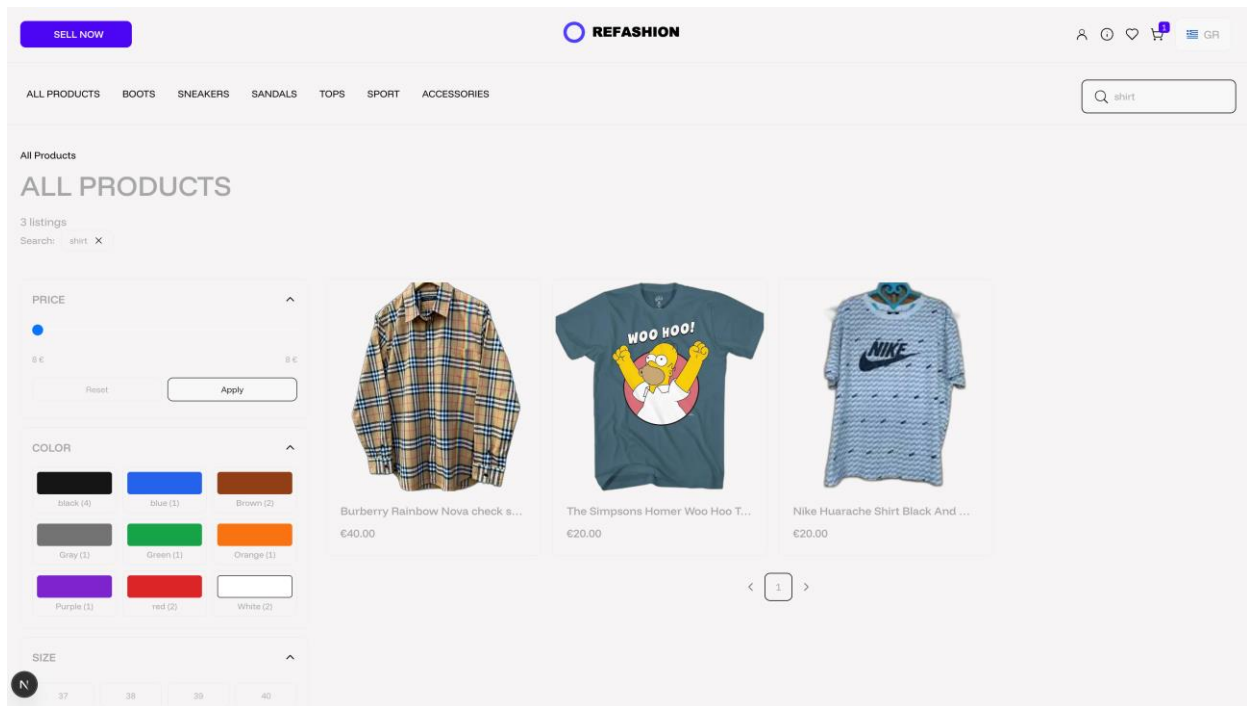 SELL NOW
REFASHION
1
GR
ALL PRODUCTS BOOTS SNEAKERS SANDALS TOPS SPORT ACCESSORIES
shirt
All Products
ALL PRODUCTS
3 listings
Search: shirt X
PRICE
8 € 8 €
Reset Apply
COLOR
black (4) blue (1) Brown (2)
Gray (1) Green (1) Orange (1)
Purple (1) red (2) White (2)
SIZE
37 38 39 40
N
WOO HOO!
NIKE
Burberry Rainbow Nova check s...
€40.00
The Simpsons Homer Woo Hoo T...
€20.00
Nike Huarache Shirt Black And ...
€20.00
< 1 >